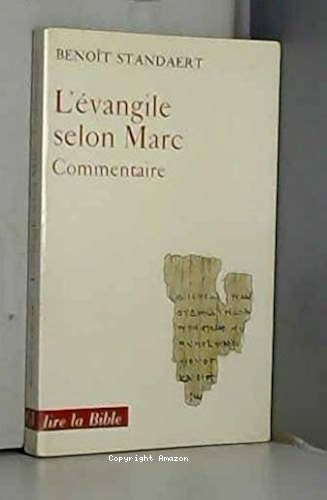 BENOÎT STANDAERT
L'évangile
selon Marc
Commentaire
lire la Bible
Copyright Amazon